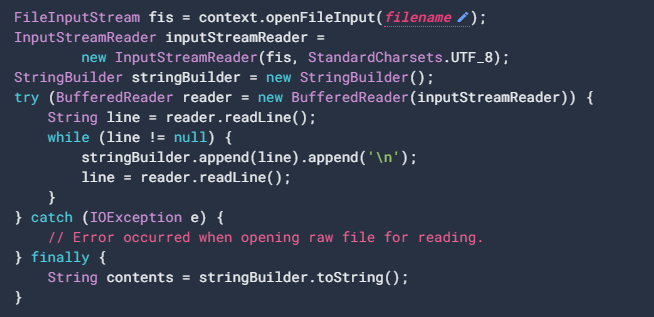 FileInputStream fis = context.openFileInput(filename);
InputStreamReader inputStreamReader =
        new InputStreamReader(fis, StandardCharsets.UTF_8);
StringBuilder stringBuilder = new StringBuilder();
try (BufferedReader reader = new BufferedReader(inputStreamReader)) {
    String line = reader.readLine();
    while (line != null) {
        stringBuilder.append(line).append('\n');
        line = reader.readLine();
    }
} catch (IOException e) {
    // Error occurred when opening raw file for reading.
} finally {
    String contents = stringBuilder.toString();
}